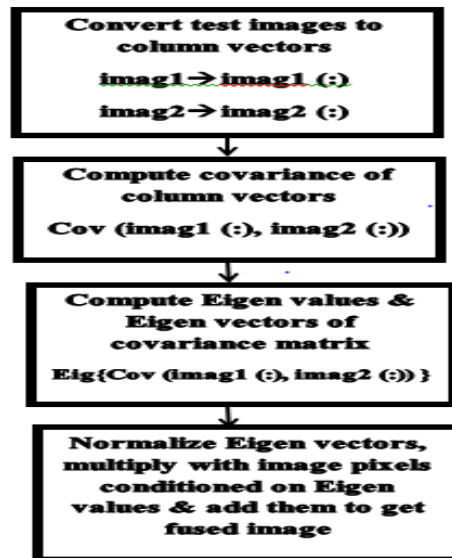 Convert test images to
column vectors
imag1→imag1 (:)
imag2→imag2 (:)
Compute covariance of
column vectors
Cov (imag1 (:), imag2 (:))
Compute Eigen values &
Eigen vectors of
covariance matrix
Eig{Cov (imag1 (:), imag2 (:)) }
Normalize Eigen vectors,
multiply with image pixels
conditioned on Eigen
values & add them to get
fused image